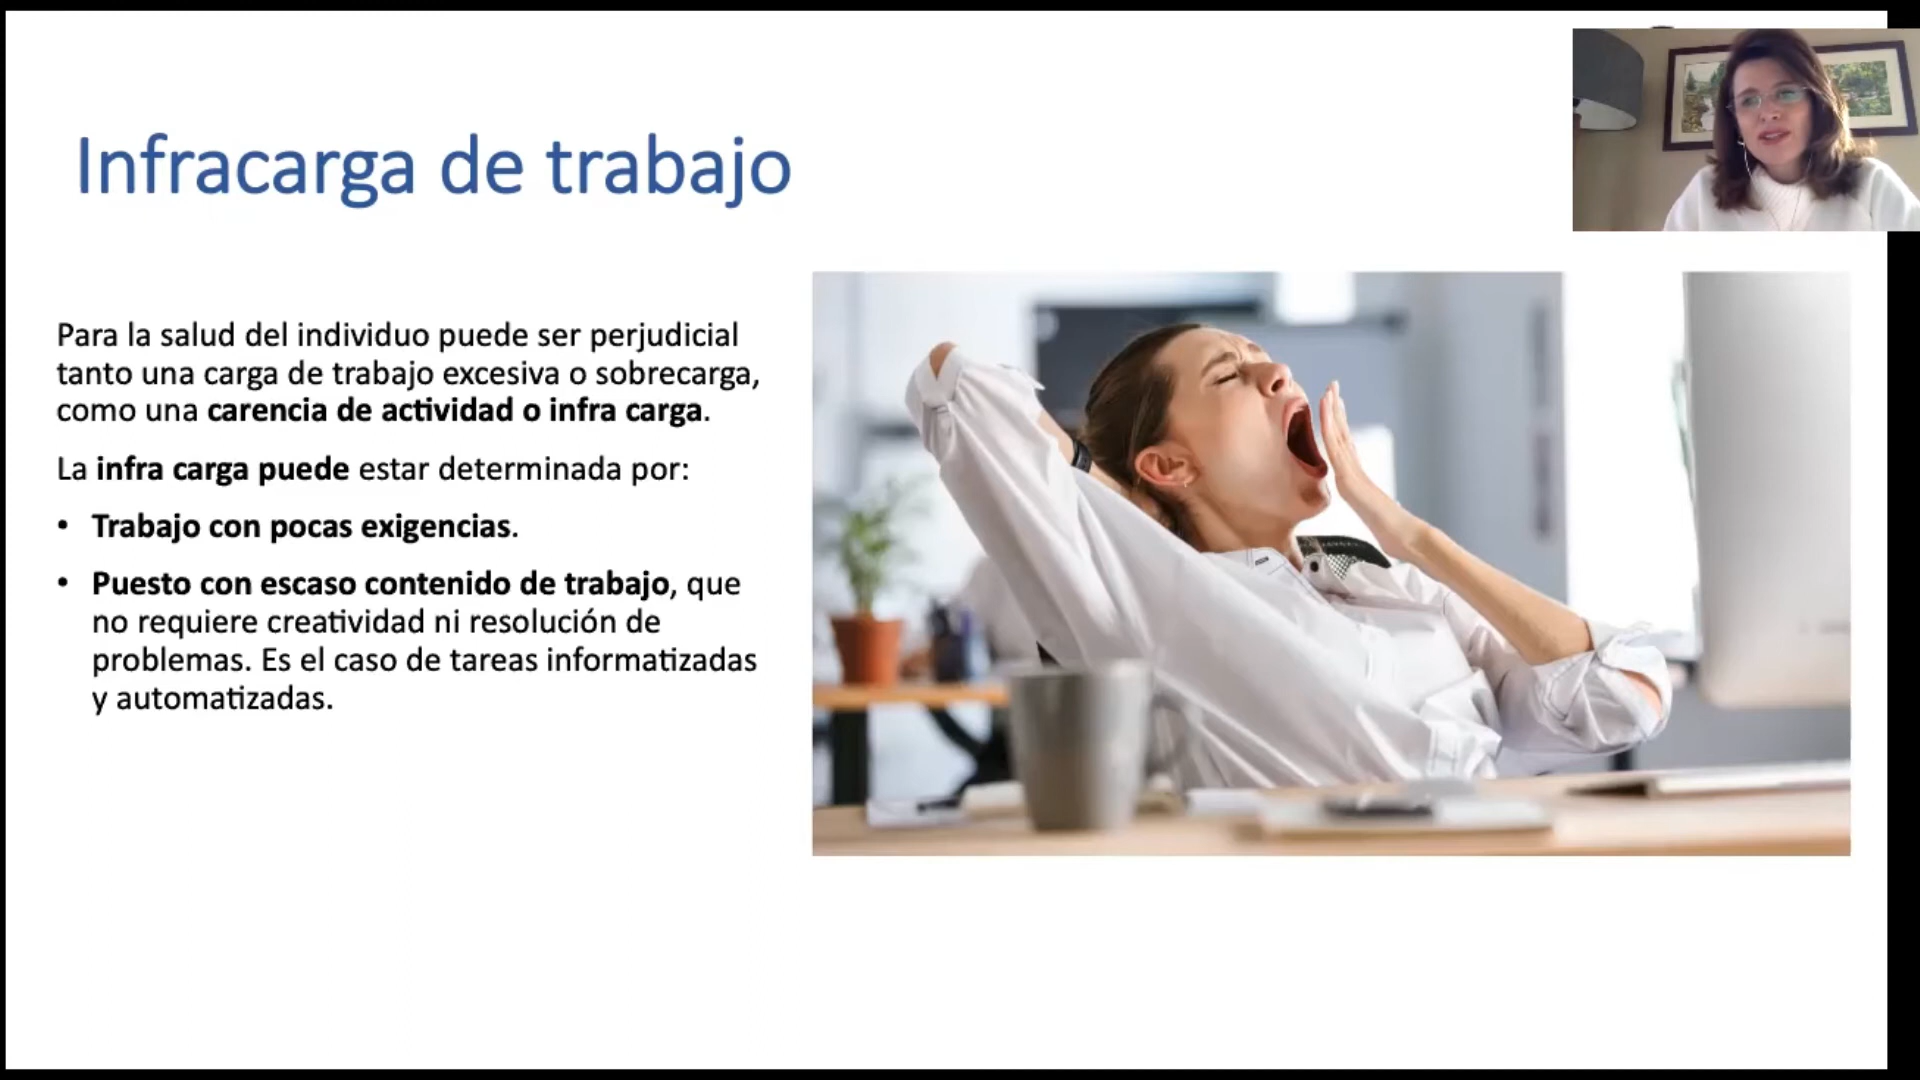 Infracarga de trabajo
Para la salud del individuo puede ser perjudicial
tanto una carga de trabajo excesiva o sobrecarga,
como una carencia de actividad o infra carga.
La infra carga puede estar determinada por:
• Trabajo con pocas exigencias.
• Puesto con escaso contenido de trabajo, que
no requiere creatividad ni resolución de
problemas. Es el caso de tareas informatizadas
y automatizadas.